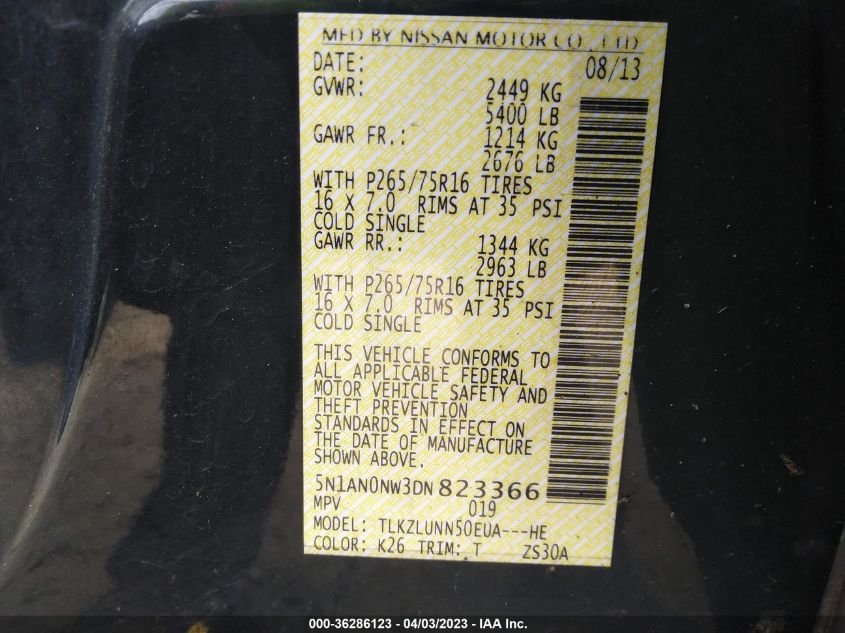 MFD BY NISSAN MOTOR CO., LTD
DATE: 08/13
GVWR: 2449 KG
5400 LB
GAWR FR.: 1214 KG
2676 LB
WITH P265/75R16 TIRES
16 X 7.0 RIMS AT 35 PSI
COLD SINGLE
GAWR RR.: 1344 KG
2963 LB
WITH P265/75R16 TIRES
16 X 7.0 RIMS AT 35 PSI
COLD SINGLE
THIS VEHICLE CONFORMS TO
ALL APPLICABLE FEDERAL
MOTOR VEHICLE SAFETY AND
THEFT PREVENTION
STANDARDS IN EFFECT ON
THE DATE OF MANUFACTURE
SHOWN ABOVE.
5N1AN0NW3DN 823366
MPV 019
MODEL: TLKZLUNN50EUA---HE
COLOR: K26 TRIM: T ZS30A
000-36286123 - 04/03/2023 - IAA Inc.